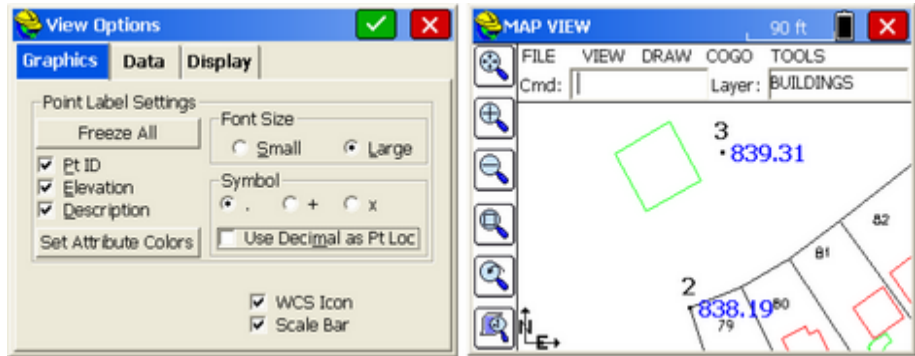 View Options
Graphics Data Display
Point Label Settings
Freeze All
Pt ID
Elevation
Description
Set Attribute Colors
Font Size
Small Large
Symbol
. + x
Use Decimal as Pt Loc
WCS Icon
Scale Bar
MAP VIEW 90 ft
FILE VIEW DRAW COGO TOOLS
Cmd: Layer: BUILDINGS
3
839.31
82
81
2
838.19 80
79
N
E